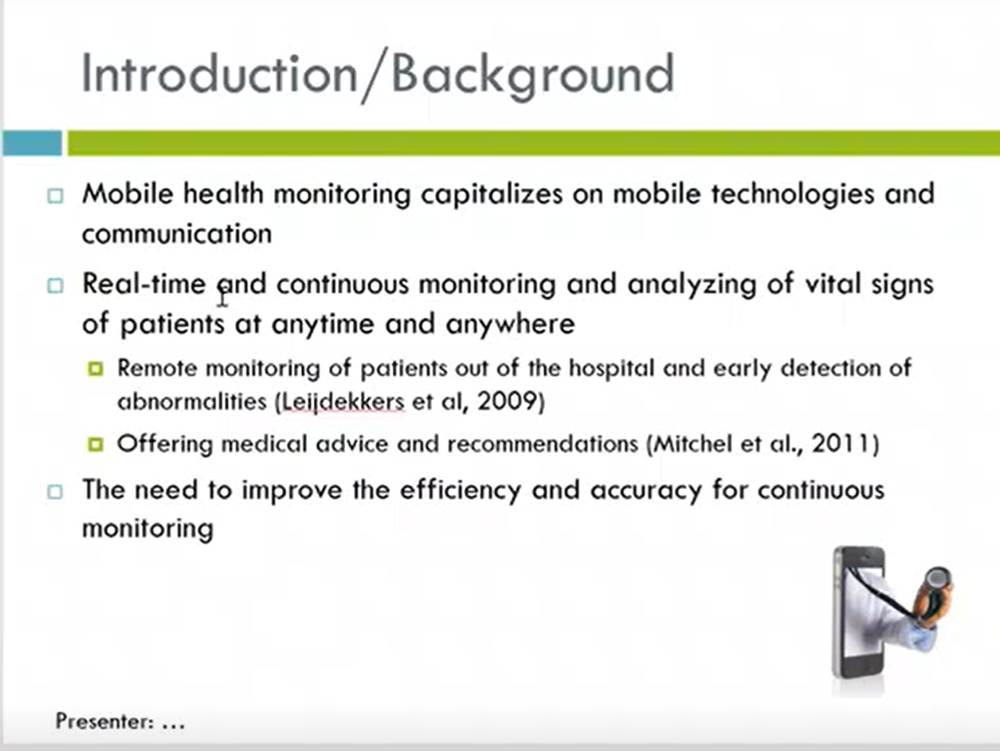 Introduction/Background
Mobile health monitoring capitalizes on mobile technologies and
communication
Real-time and continuous monitoring and analyzing of vital signs
of patients at anytime and anywhere
Remote monitoring of patients out of the hospital and early detection of
abnormalities (Leijdekkers et al, 2009)
Offering medical advice and recommendations (Mitchel et al., 2011)
The need to improve the efficiency and accuracy for continuous
monitoring
Presenter: ...